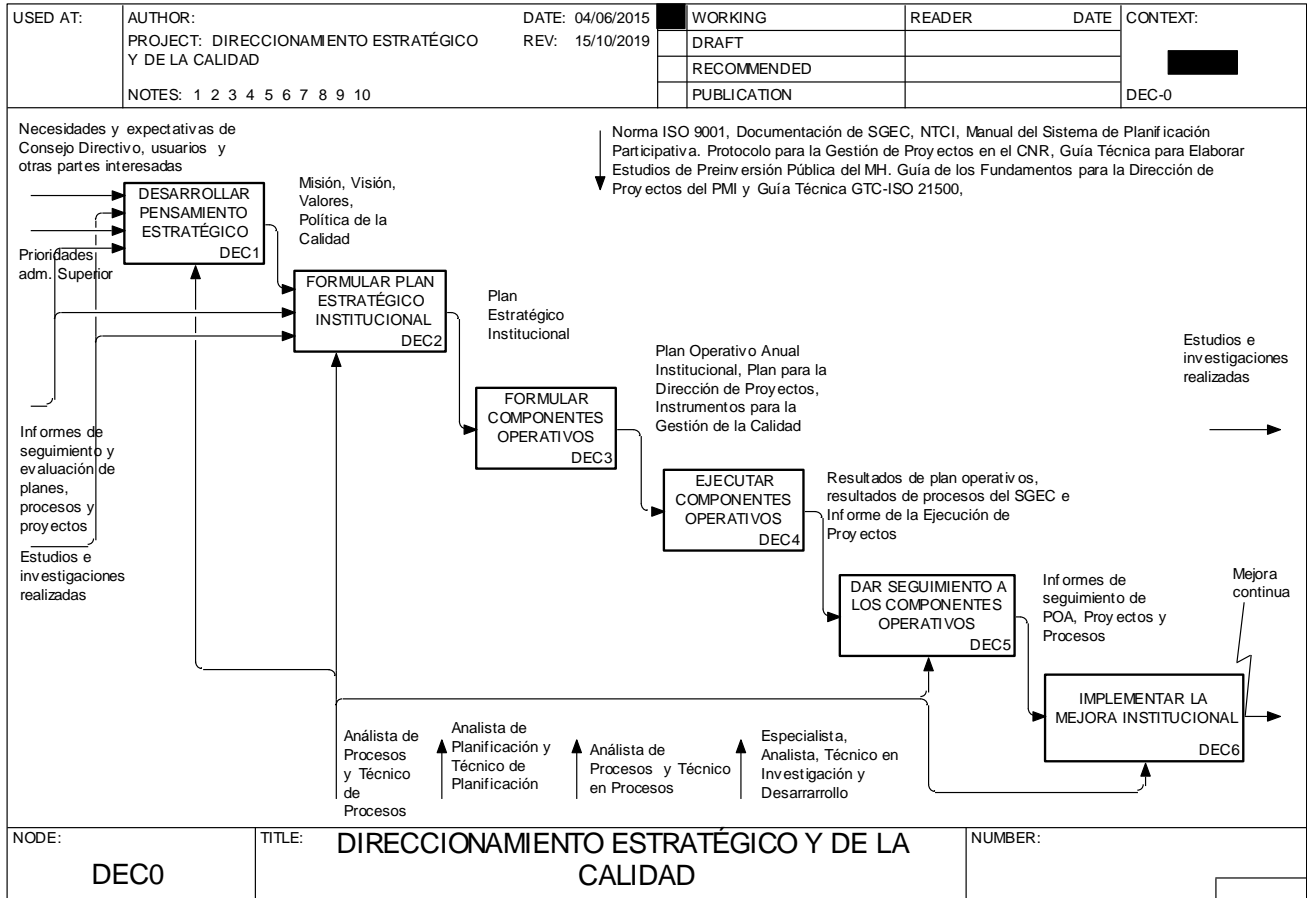 USED AT:
AUTHOR:
DATE: 04/06/2015
PROJECT: DIRECCIONAMIENTO ESTRATÉGICO
Y DE LA CALIDAD
REV: 15/10/2019
NOTES: 1 2 3 4 5 6 7 8 9 10
WORKING
DRAFT
RECOMMENDED
PUBLICATION
READER
DATE
CONTEXT:
DEC-0
Necesidades y expectativas de
Consejo Directivo, usuarios y
otras partes interesadas
Norma ISO 9001, Documentación de SGEC, NTCI, Manual del Sistema de Planificación
Participativa. Protocolo para la Gestión de Proyectos en el CNR, Guía Técnica para Elaborar
Estudios de Preinversión Pública del MH. Guía de los Fundamentos para la Dirección de
Proyectos del PMI y Guía Técnica GTC-ISO 21500,
DESARROLLAR
PENSAMIENTO
ESTRATÉGICO
DEC1
Misión, Visión,
Valores,
Política de la
Calidad
Prioridades
adm. Superior
FORMULAR PLAN
ESTRATÉGICO
INSTITUCIONAL
DEC2
Plan
Estratégico
Institucional
Estudios e
investigaciones
realizadas
Plan Operativo Anual
Institucional, Plan para la
Dirección de Proyectos,
Instrumentos para la
Gestión de la Calidad
FORMULAR
COMPONENTES
OPERATIVOS
DEC3
Informes de
seguimiento y
evaluación de
planes,
procesos y
proyectos
EJECUTAR
COMPONENTES
OPERATIVOS
DEC4
Resultados de plan operativos,
resultados de procesos del SGEC e
Informe de la Ejecución de
Proyectos
Estudios e
investigaciones
realizadas
DAR SEGUIMIENTO A
LOS COMPONENTES
OPERATIVOS
DEC5
Informes de
seguimiento de
POA, Proyectos y
Procesos
Mejora
continua
IMPLEMENTAR LA
MEJORA INSTITUCIONAL
DEC6
Análista de
Procesos
y Técnico
de
Procesos
Analista de
Planificación y
Técnico de
Planificación
Análista de
Procesos y Técnico
en Procesos
Especialista,
Analista, Técnico en
Investigación y
Desarrarrollo
NODE:
DEC0
TITLE:
DIRECCIONAMIENTO ESTRATÉGICO Y DE LA
CALIDAD
NUMBER: